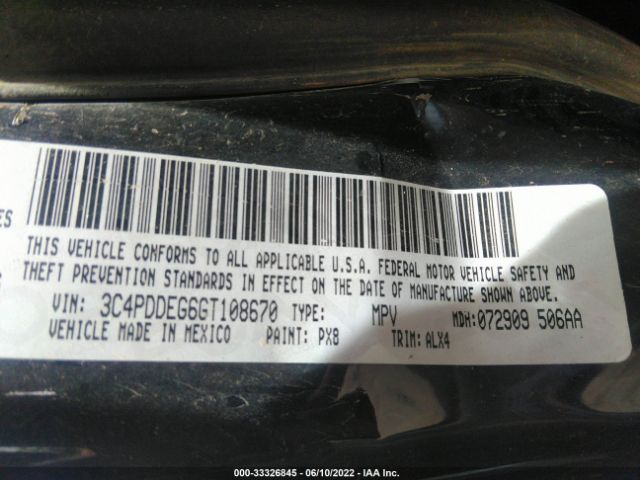 ES
THIS VEHICLE CONFORMS TO ALL APPLICABLE U.S.A. FEDERAL MOTOR VEHICLE SAFETY AND
THEFT PREVENTION STANDARDS IN EFFECT ON THE DATE OF MANUFACTURE SHOWN ABOVE.
VIN: 3C4PDDEG6GT108670 TYPE: MPV MDH: 072909 506AA
VEHICLE MADE IN MEXICO PAINT: PX8 TRIM: ALX4
000-33326845 - 06/10/2022 - IAA Inc.